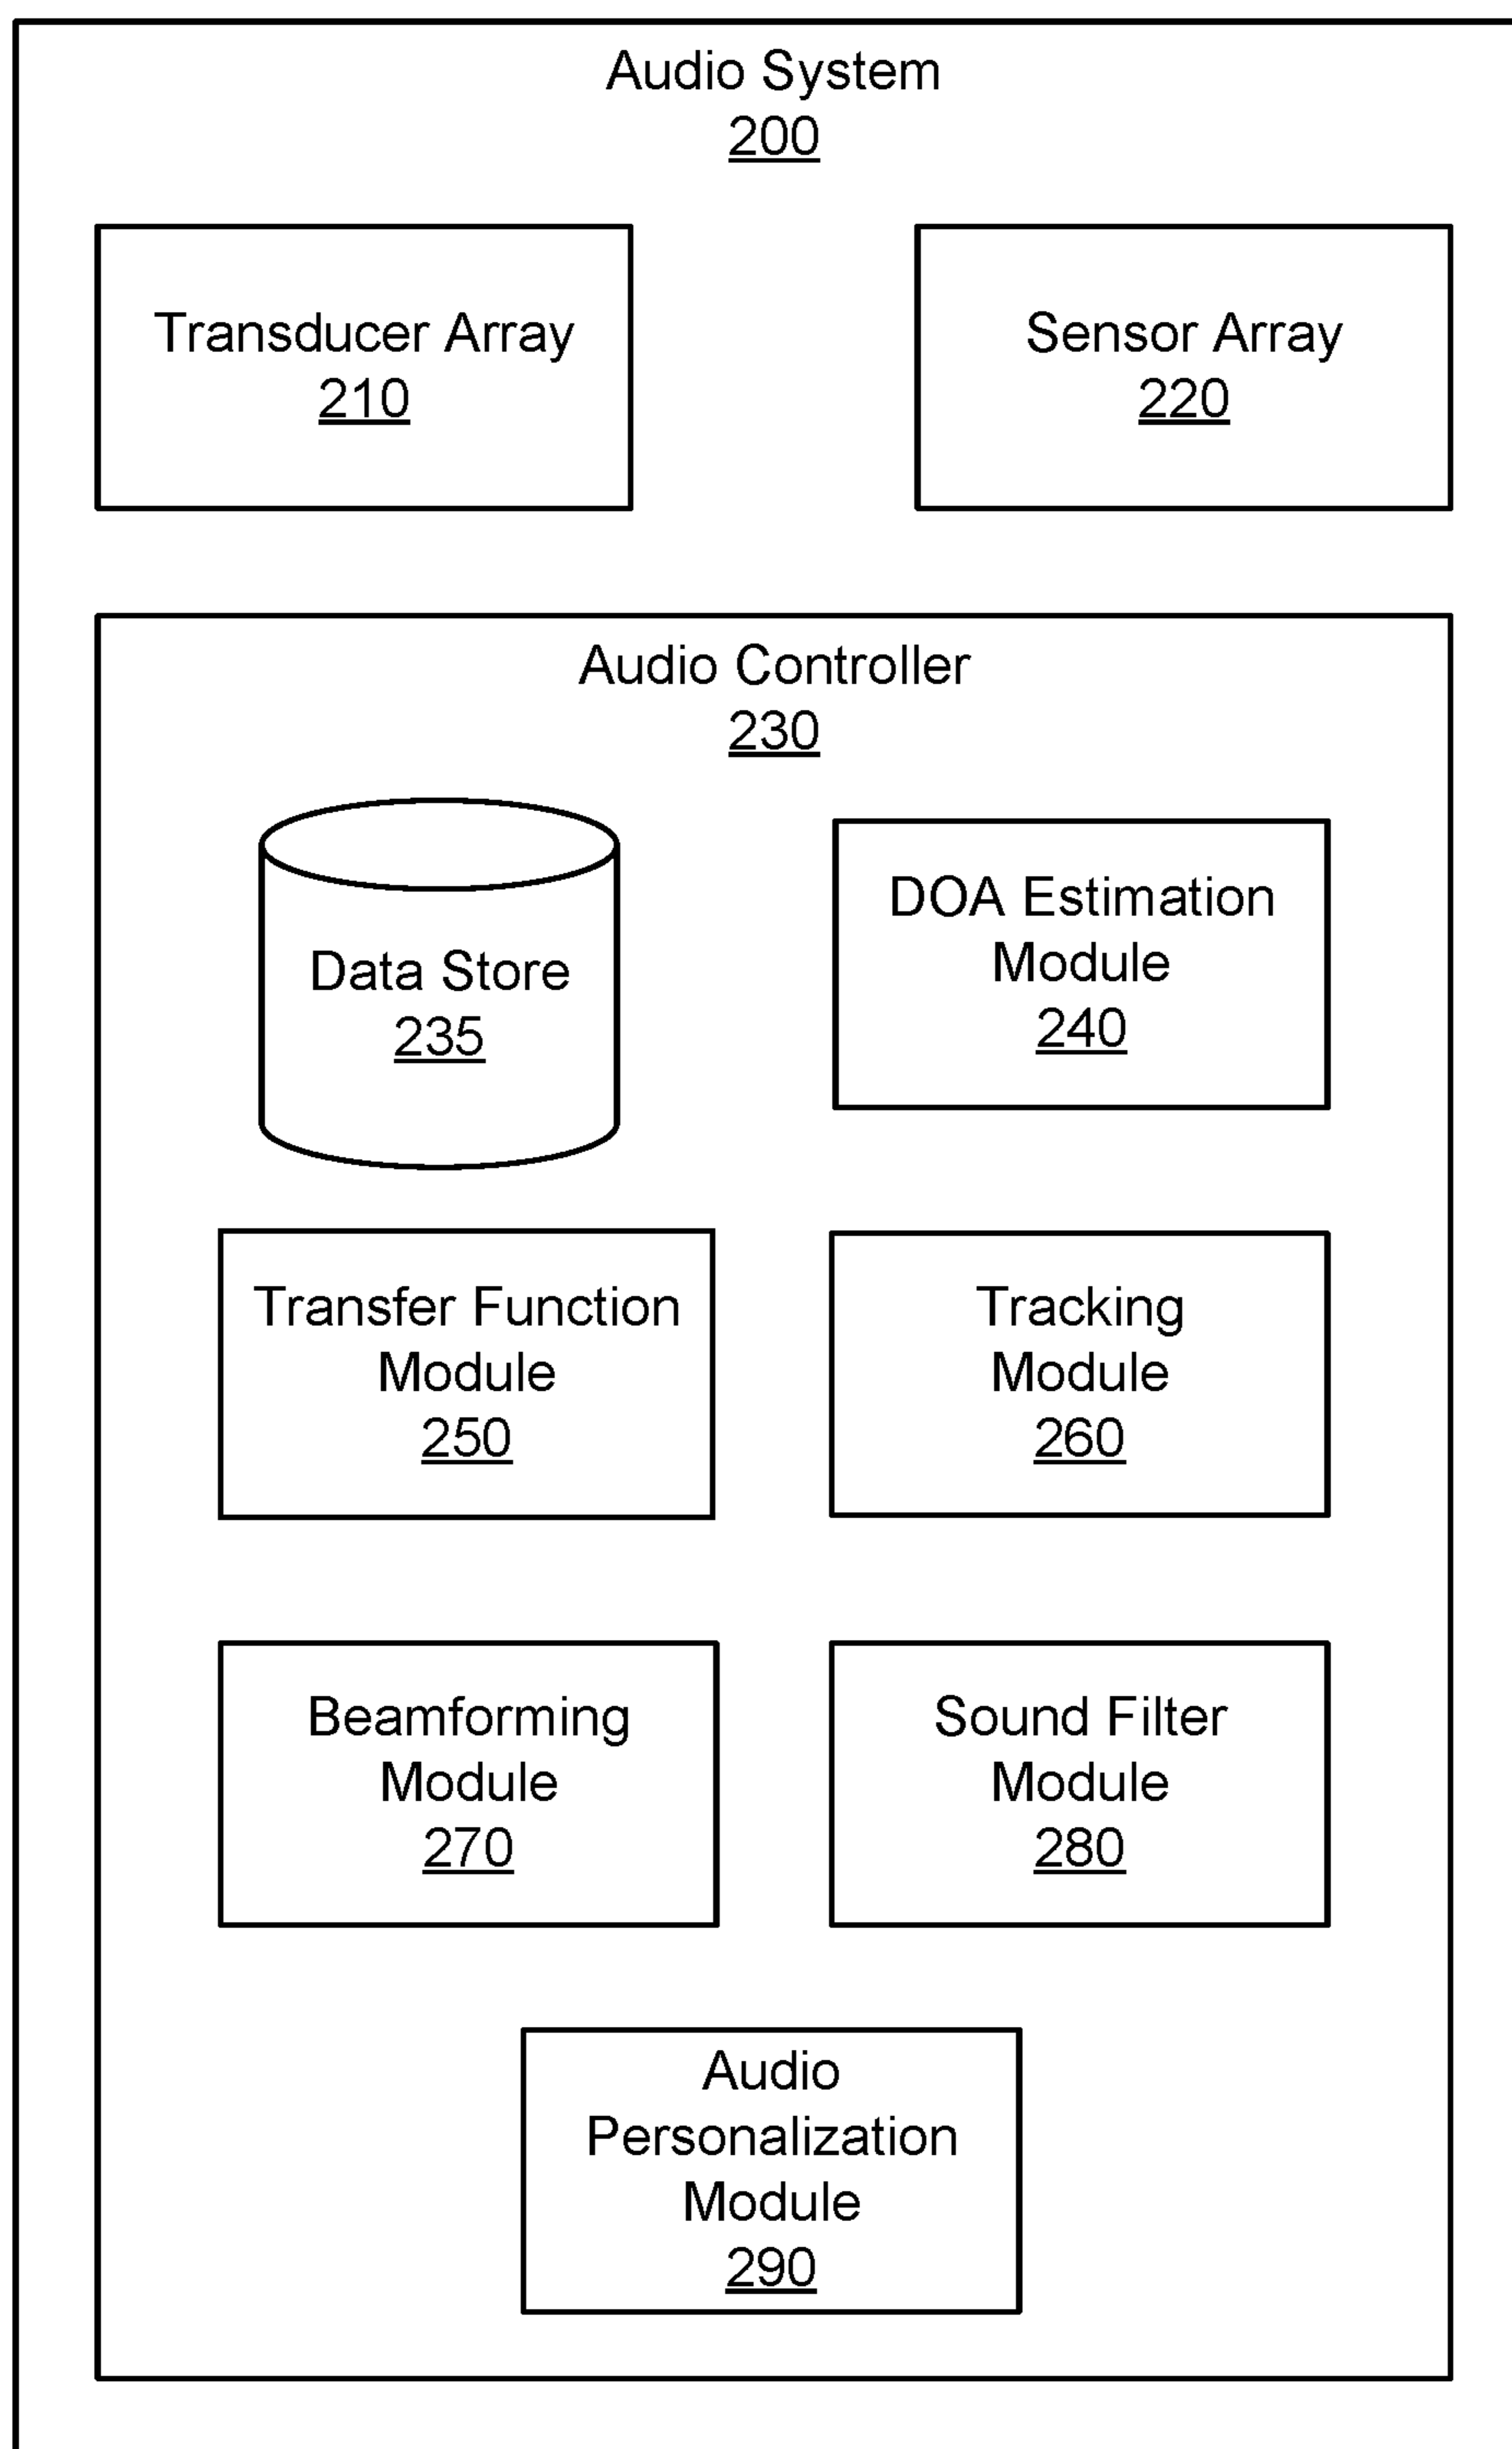 Audio System
200
Transducer Array
210
Sensor Array
220
Audio Controller
230
Data Store
235
DOA Estimation
Module
240
Transfer Function
Module
250
Tracking
Module
260
Beamforming
Module
270
Sound Filter
Module
280
Audio
Personalization
Module
290